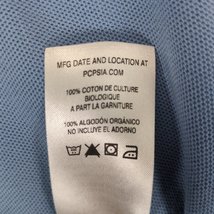 MFG DATE AND LOCATION AT
PCPSIA.COM
100% COTON DE CULTURE
BIOLOGIQUE
A PART LA GARNITURE
100% ALGODÓN ORGÁNICO
NO INCLUYE EL ADORNO